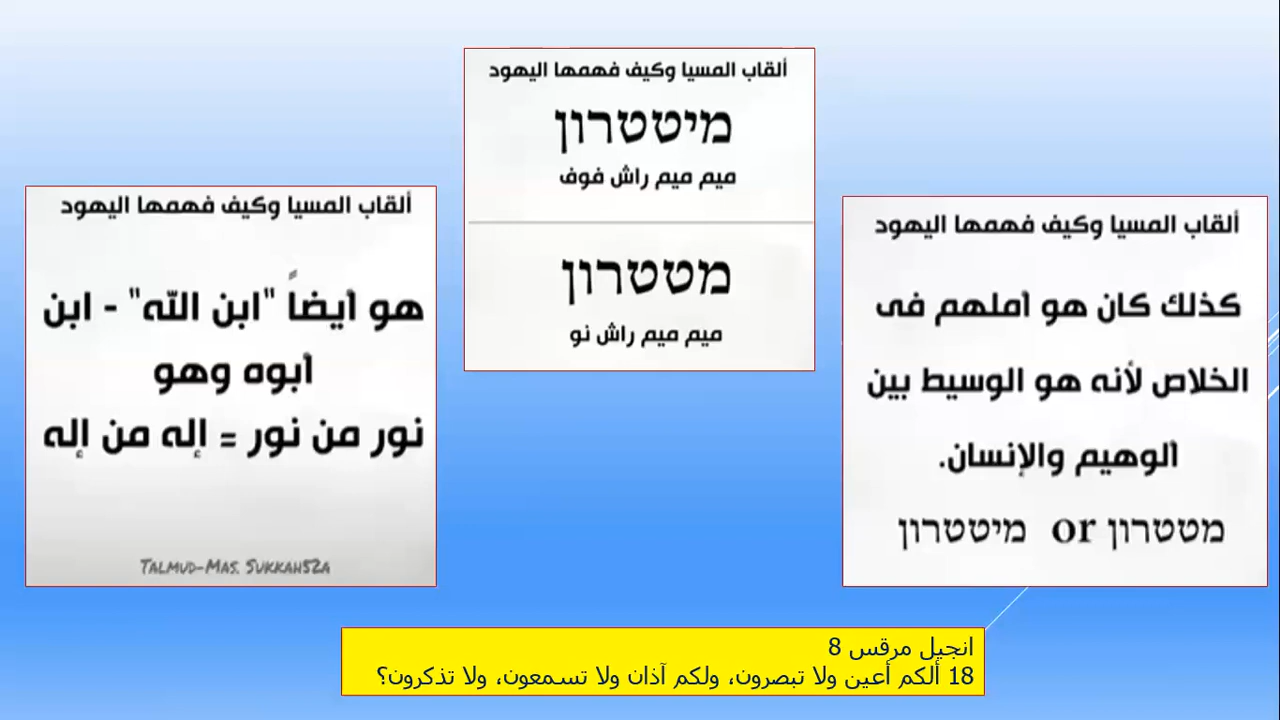 ألقاب المسيا وكيف فهمها اليهود
מיטטרון
ميم ميم راش فوف
מטטרון
ميم ميم راش نو
ألقاب المسيا وكيف فهمها اليهود
كذلك كان هو أملهم فى
الخلاص لأنه هو الوسيط بين
ألوهيم والإنسان.
מיטטרון or מטטרון
ألقاب المسيا وكيف فهمها اليهود
هو أيضاً "ابن الله" - ابن
أبوه وهو
نور من نور = إله من إله
TALMUD-MAS. SUKKAH52a
انجيل مرقس 8
18 ألكم أعين ولا تبصرون، ولكم آذان ولا تسمعون، ولا تذكرون؟